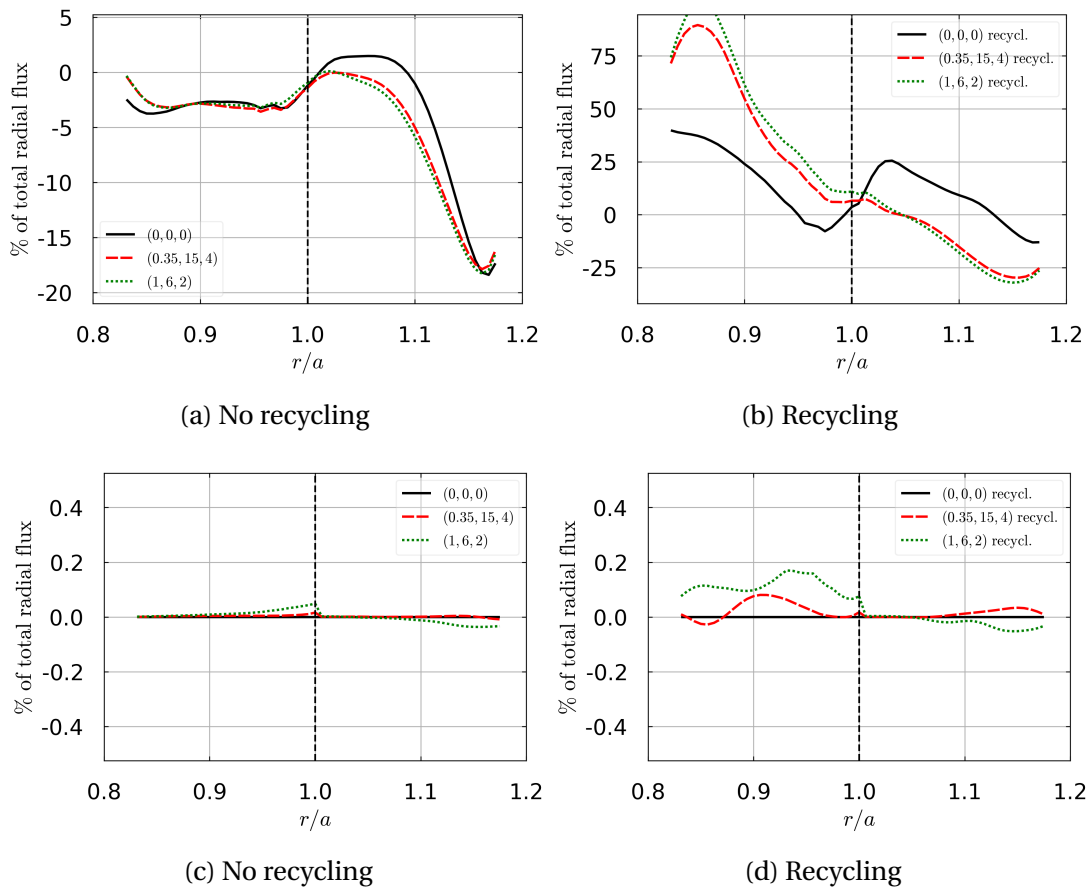 % of total radial flux
5
0
-5
-10
-15
-20
(0, 0, 0)
(0.35, 15, 4)
(1, 6, 2)
0.8 0.9 1.0 1.1 1.2
r/a
(a) No recycling
% of total radial flux
75
50
25
0
-25
(0, 0, 0) recycl.
(0.35, 15, 4) recycl.
(1, 6, 2) recycl.
0.8 0.9 1.0 1.1 1.2
r/a
(b) Recycling
% of total radial flux
0.4
0.2
0.0
-0.2
-0.4
(0, 0, 0)
(0.35, 15, 4)
(1, 6, 2)
0.8 0.9 1.0 1.1 1.2
r/a
(c) No recycling
% of total radial flux
0.4
0.2
0.0
-0.2
-0.4
(0, 0, 0) recycl.
(0.35, 15, 4) recycl.
(1, 6, 2) recycl.
0.8 0.9 1.0 1.1 1.2
r/a
(d) Recycling